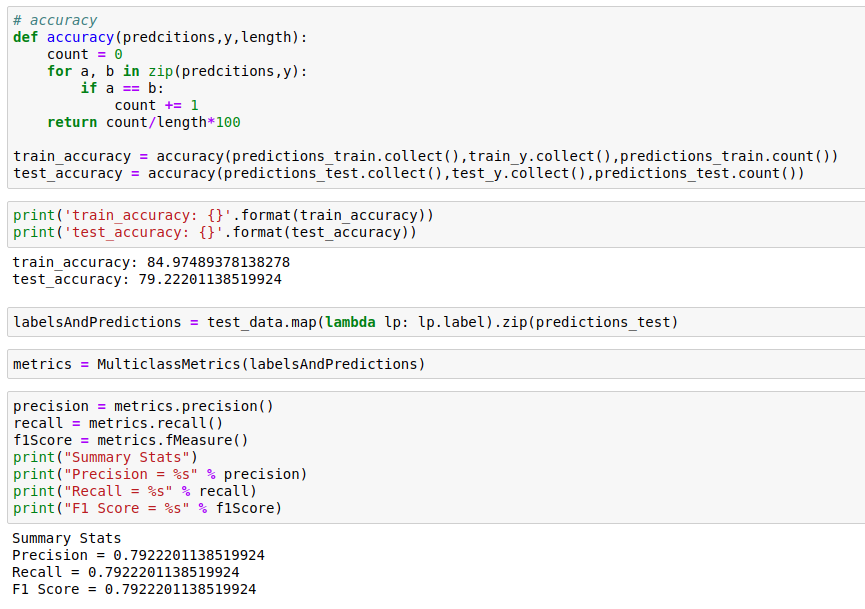 # accuracy
def accuracy(predcitions,y,length):
    count = 0
    for a, b in zip(predcitions,y):
        if a == b:
            count += 1
    return count/length*100

train_accuracy = accuracy(predictions_train.collect(),train_y.collect(),predictions_train.count())
test_accuracy = accuracy(predictions_test.collect(),test_y.collect(),predictions_test.count())
print('train_accuracy: {}'.format(train_accuracy))
print('test_accuracy: {}'.format(test_accuracy))
train_accuracy: 84.97489378138278
test_accuracy: 79.22201138519924
labelsAndPredictions = test_data.map(lambda lp: lp.label).zip(predictions_test)
metrics = MulticlassMetrics(labelsAndPredictions)
precision = metrics.precision()
recall = metrics.recall()
f1Score = metrics.fMeasure()
print("Summary Stats")
print("Precision = %s" % precision)
print("Recall = %s" % recall)
print("F1 Score = %s" % f1Score)
Summary Stats
Precision = 0.7922201138519924
Recall = 0.7922201138519924
F1 Score = 0.7922201138519924